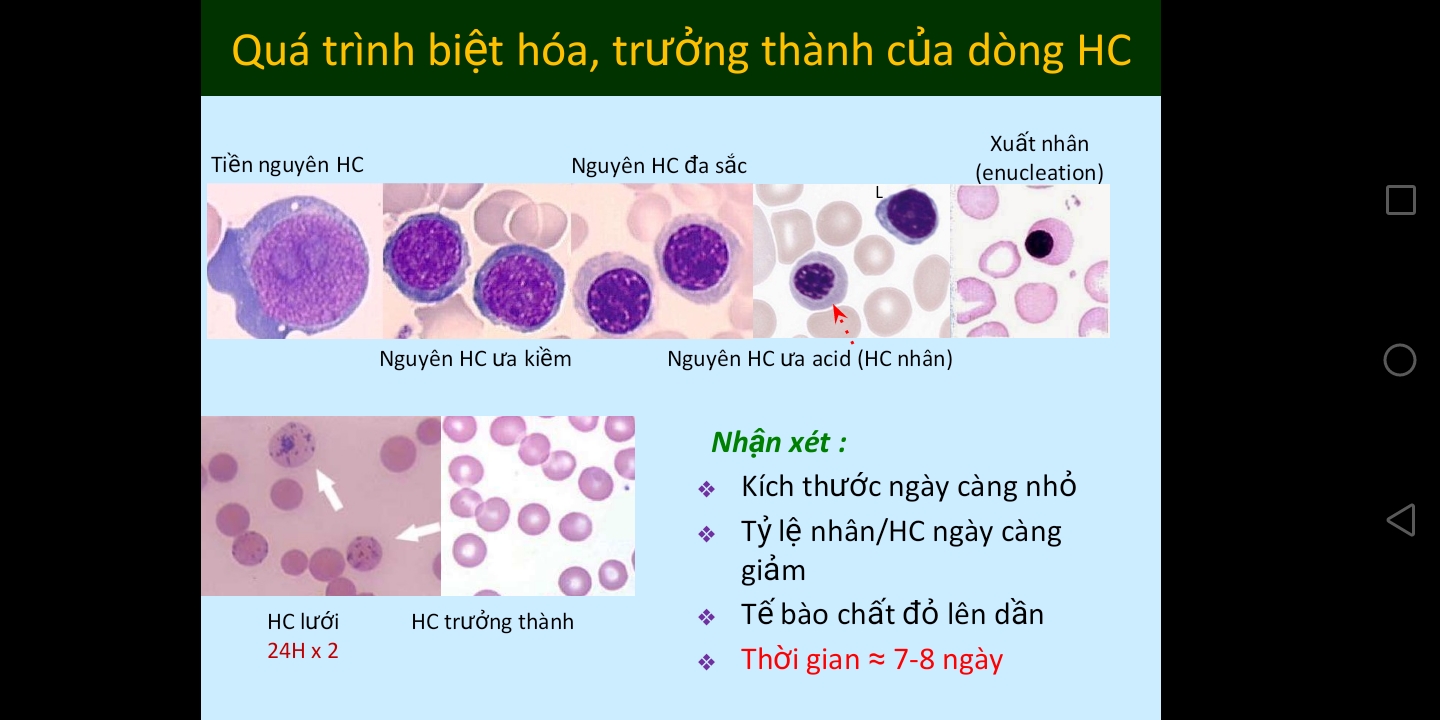 Quá trình biệt hóa, trưởng thành của dòng HC
Tiền nguyên HC
Nguyên HC đa sắc
Xuất nhân
(enucleation)
L
Nguyên HC ưa kiềm
Nguyên HC ưa acid (HC nhân)
HC lưới
24H x 2
HC trưởng thành
Nhận xét :
❖ Kích thước ngày càng nhỏ
❖ Tỷ lệ nhân/HC ngày càng
giảm
❖ Tế bào chất đỏ lên dần
❖ Thời gian ≈ 7-8 ngày